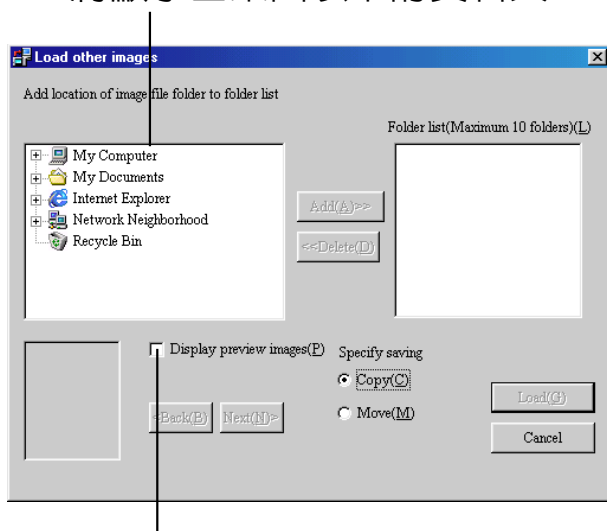 Load other images
Add location of image file folder to folder list
Folder list(Maximum 10 folders)(L)
My Computer
My Documents
Internet Explorer
Network Neighborhood
Recycle Bin
Add(A)>>
<<Delete(D)
Display preview images(P)
Specify saving
Copy(C)
Move(M)
<Back(B)
Next(N)>
Load(G)
Cancel